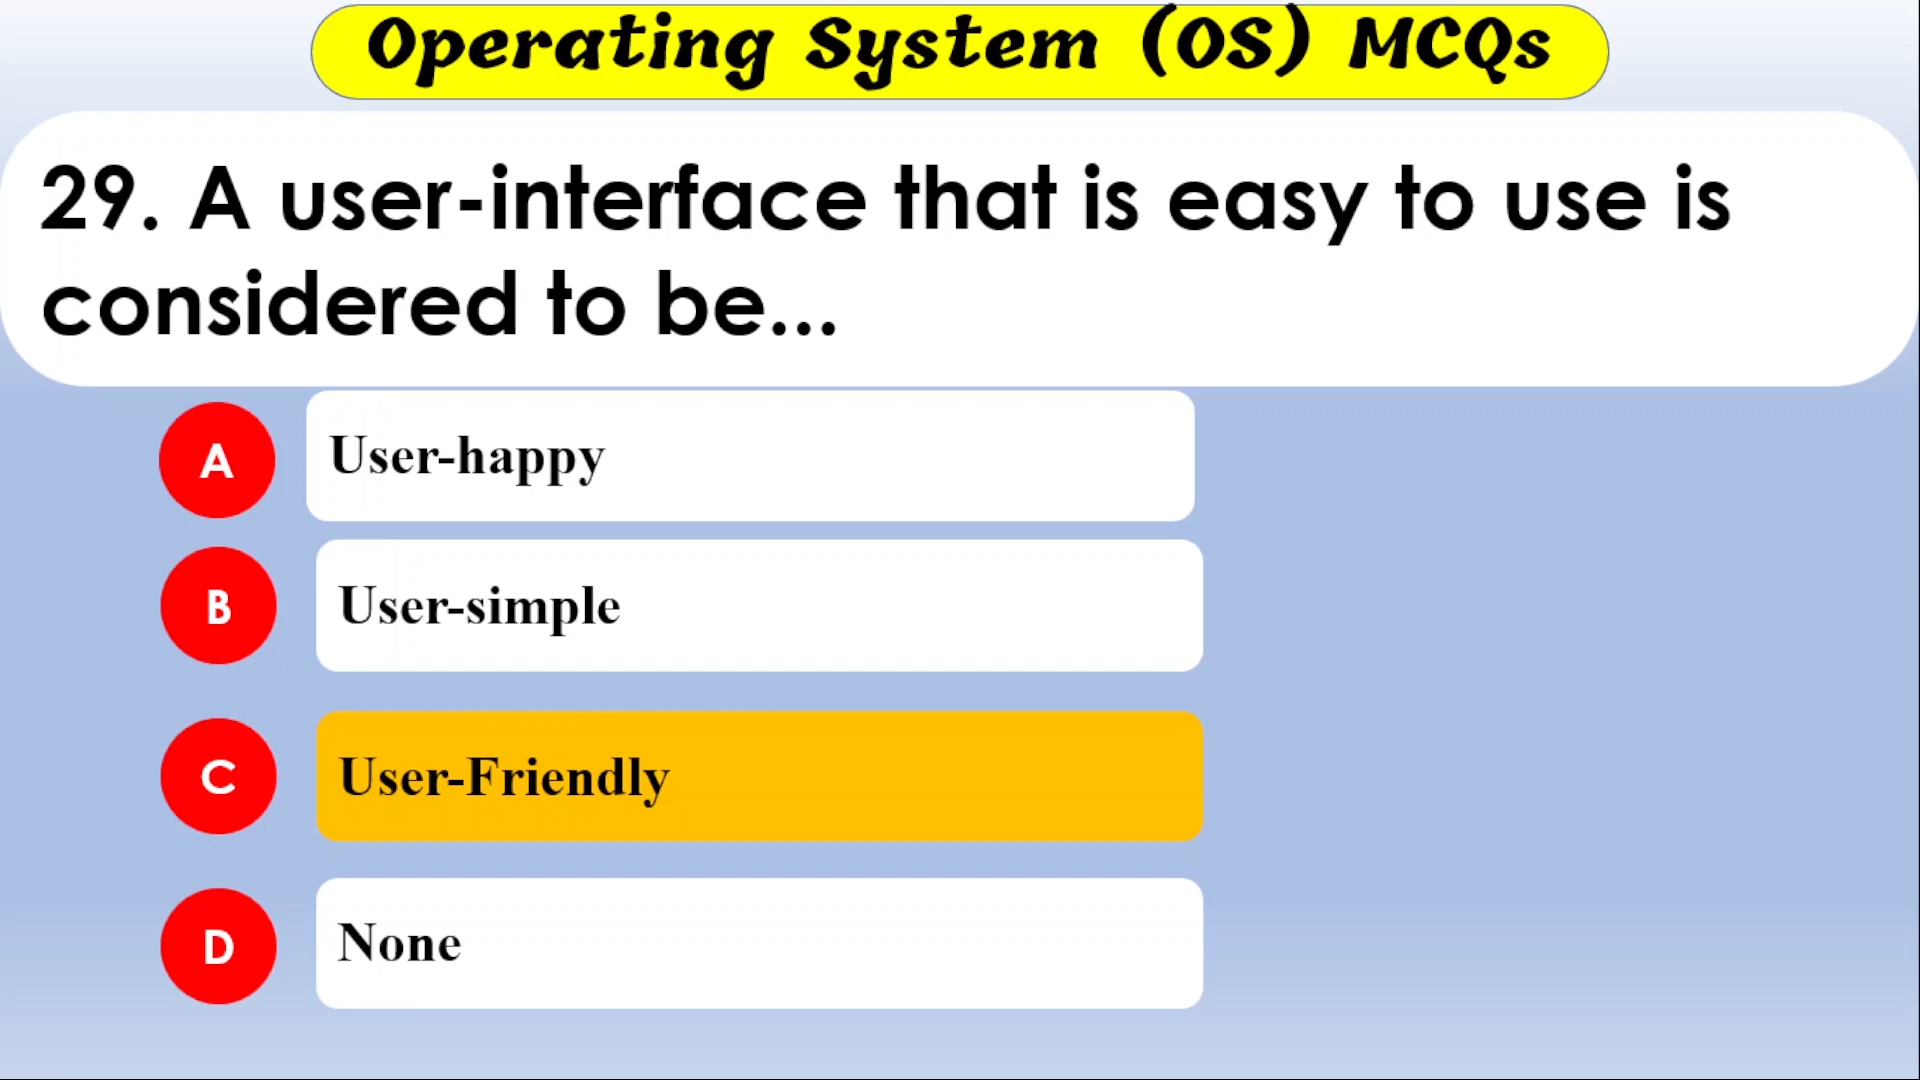 Operating System (OS) MCQs
29. A user-interface that is easy to use is
considered to be...
A
User-happy
B
User-simple
C
User-Friendly
D
None